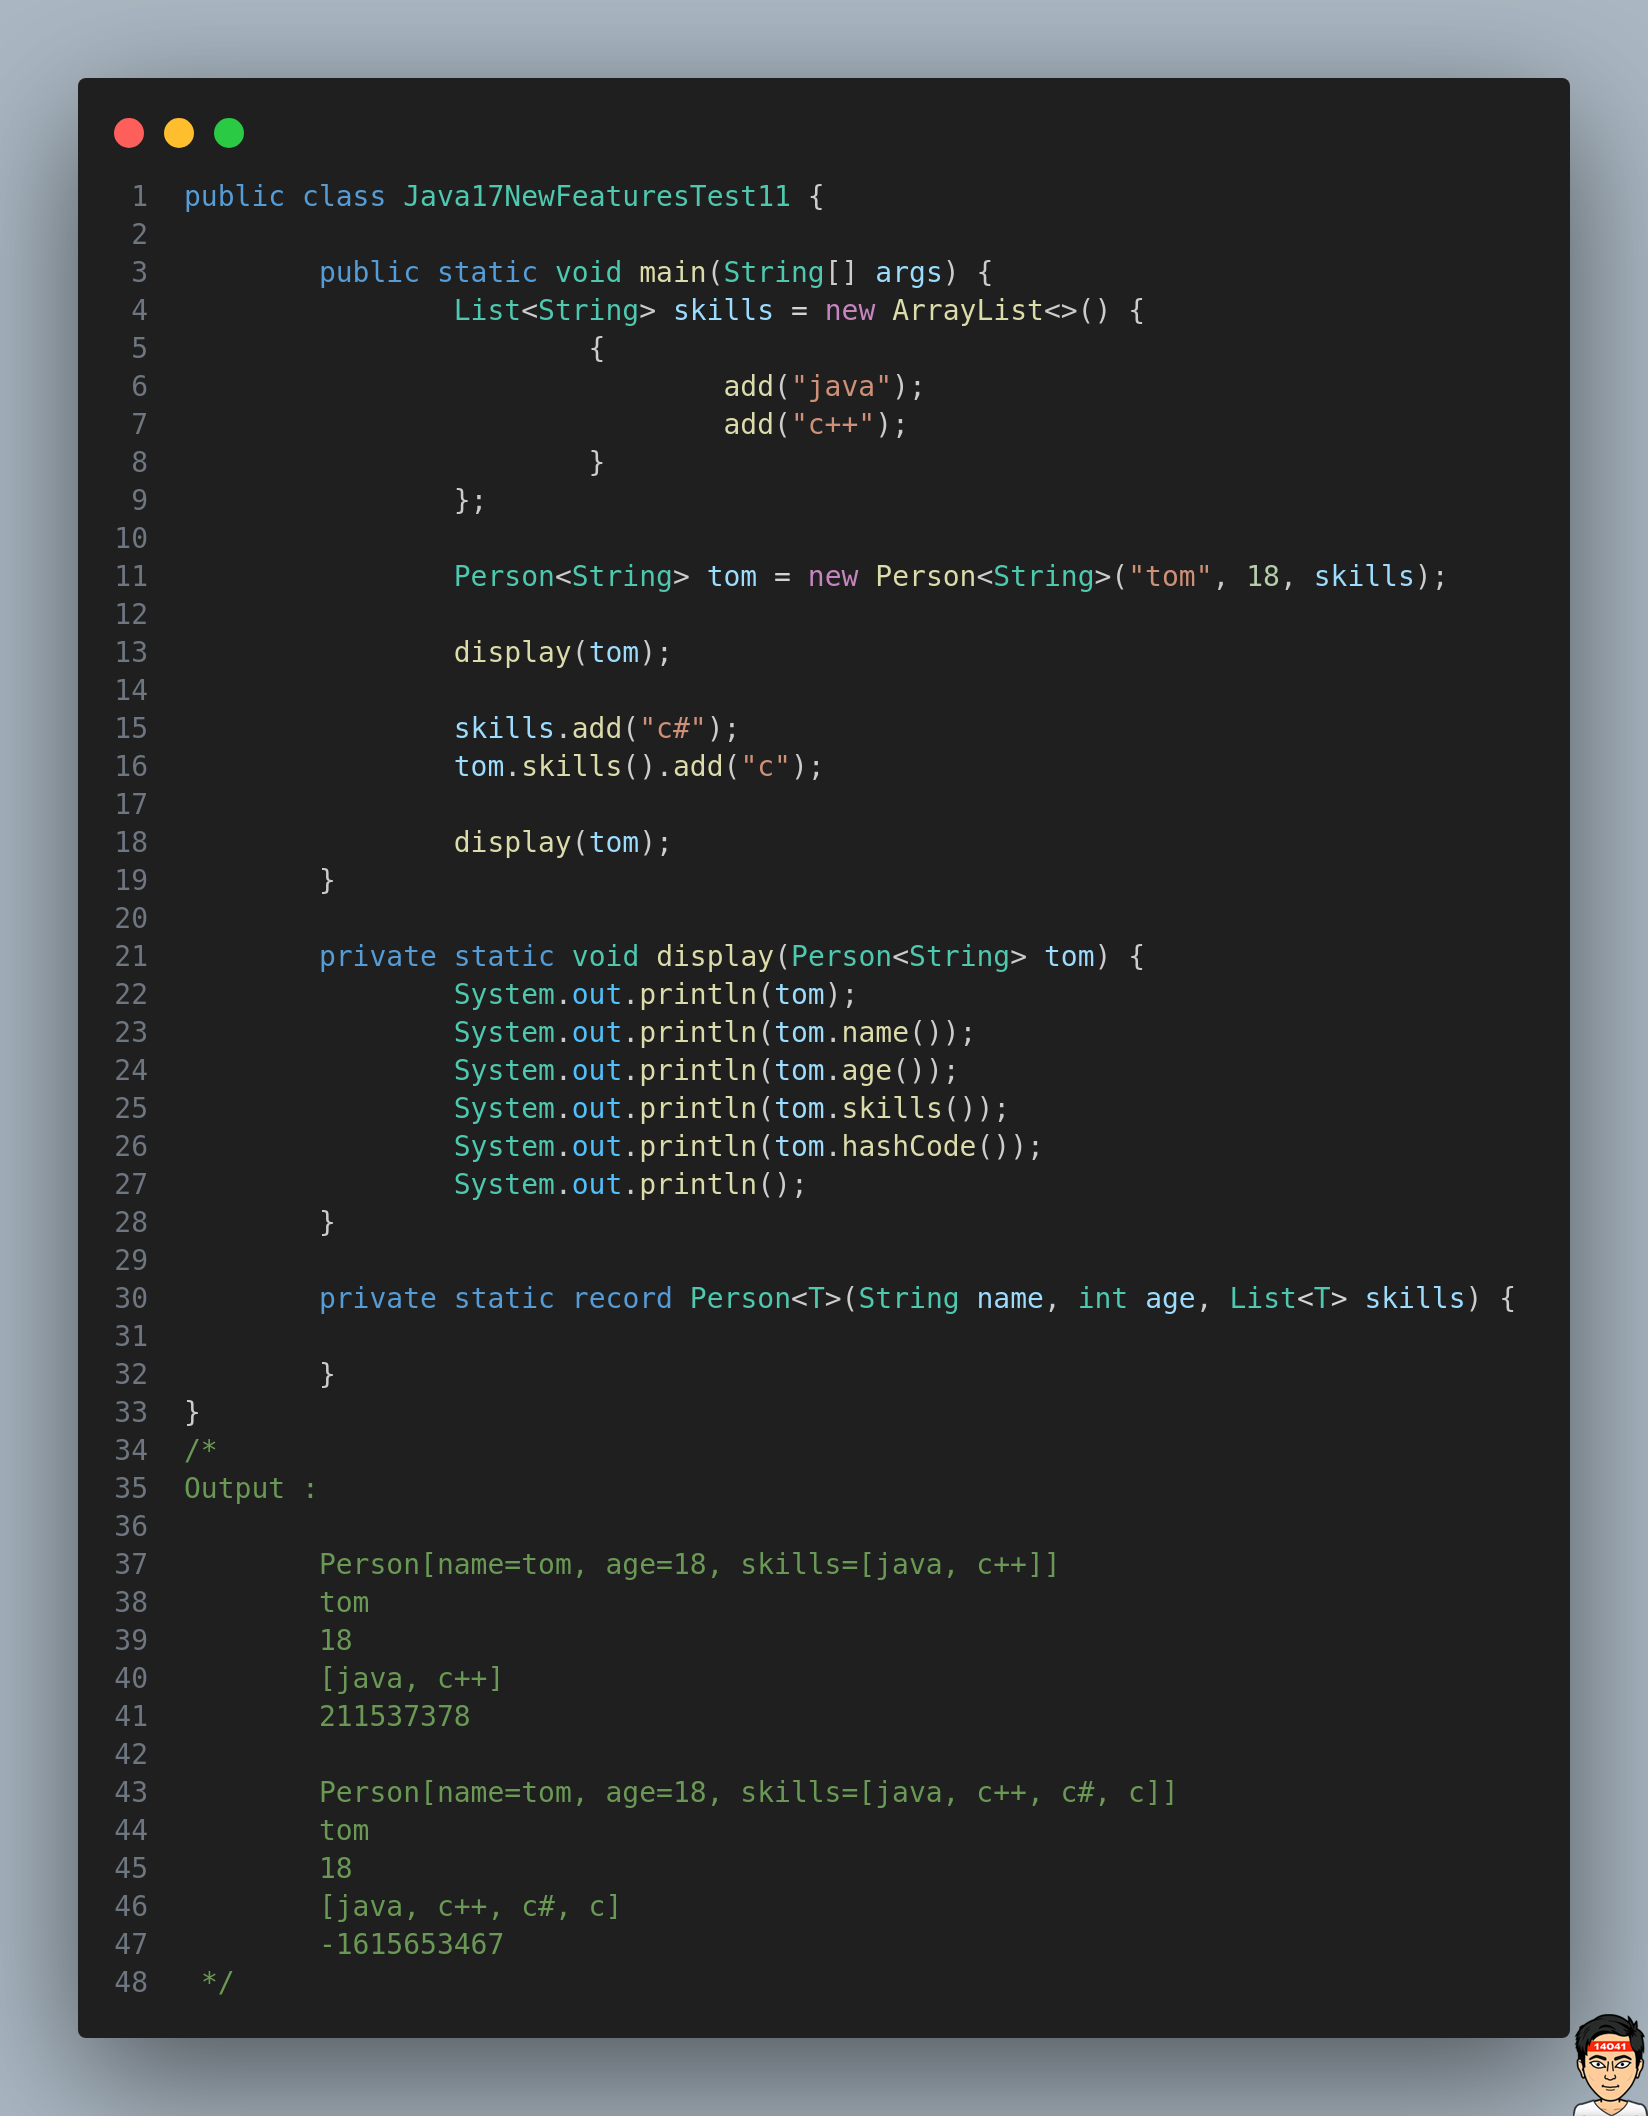 1 public class Java17NewFeaturesTest11 {
2
3 public static void main(String[] args) {
4 List<String> skills = new ArrayList<>() {
5 {
6 add("java");
7 add("c++");
8 }
9 };
10
11 Person<String> tom = new Person<String>("tom", 18, skills);
12
13 display(tom);
14
15 skills.add("c#");
16 tom.skills().add("c");
17
18 display(tom);
19 }
20
21 private static void display(Person<String> tom) {
22 System.out.println(tom);
23 System.out.println(tom.name());
24 System.out.println(tom.age());
25 System.out.println(tom.skills());
26 System.out.println(tom.hashCode());
27 System.out.println();
28 }
29
30 private static record Person<T>(String name, int age, List<T> skills) {
31
32 }
33 }
34 /*
35 Output :
36
37 Person[name=tom, age=18, skills=[java, c++]]
38 tom
39 18
40 [java, c++]
41 211537378
42
43 Person[name=tom, age=18, skills=[java, c++, c#, c]]
44 tom
45 18
46 [java, c++, c#, c]
47 -1615653467
48 */
14041